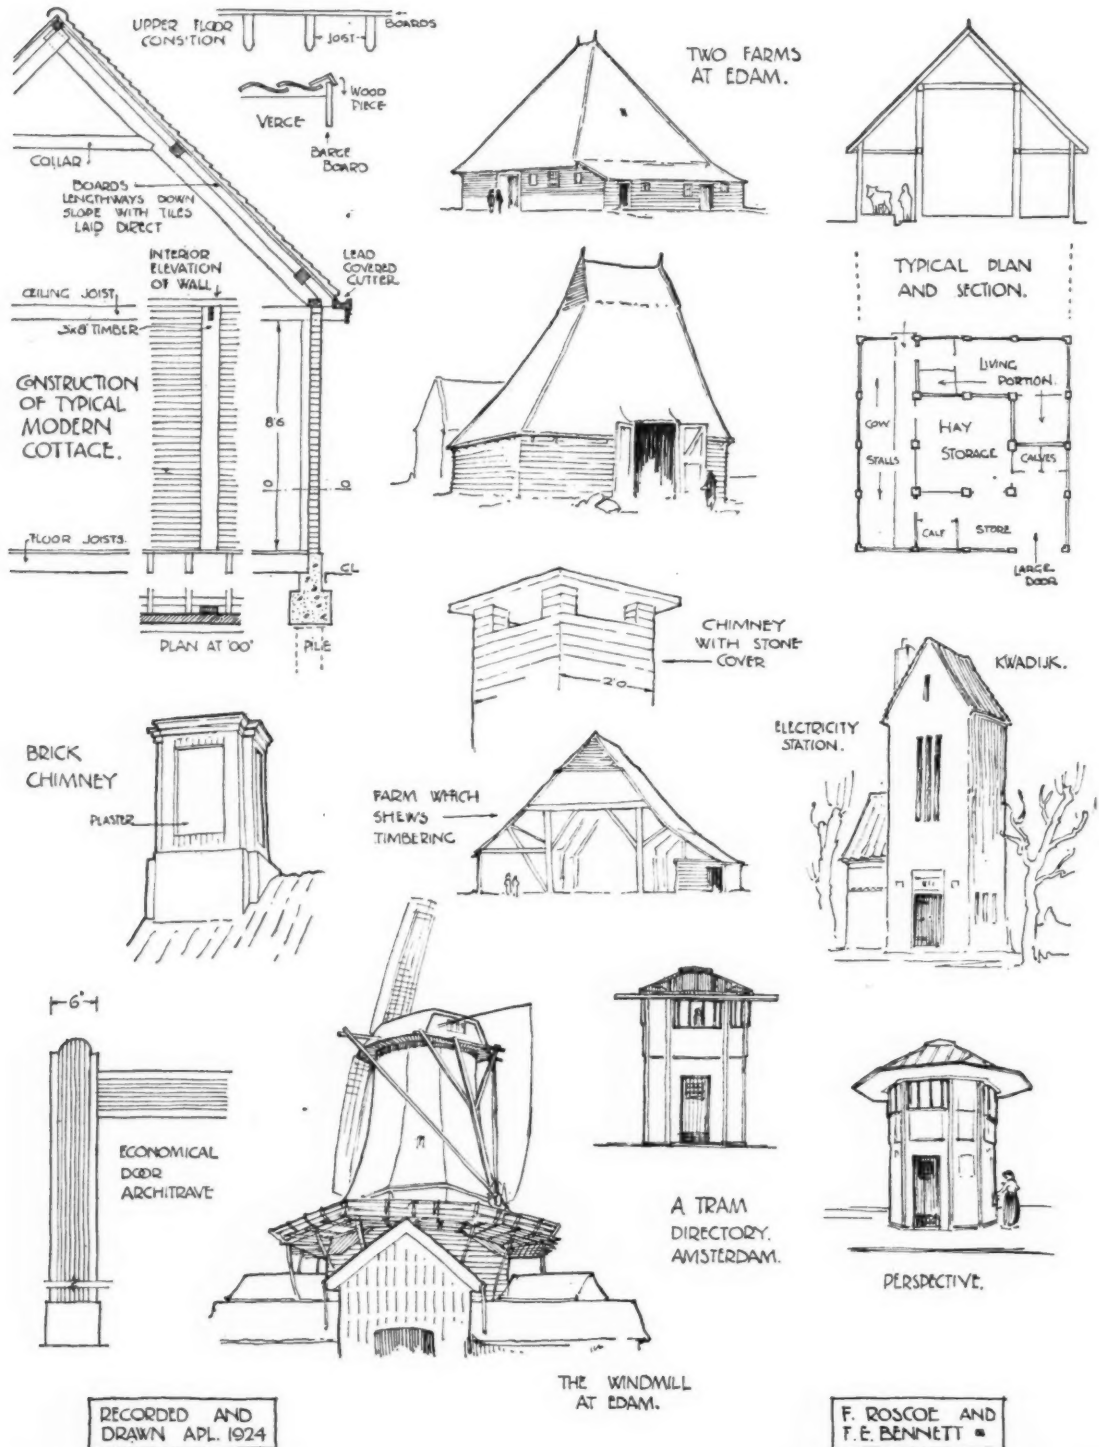 UPPER FLOOR
CONS'TION
BOARDS
JOIST
VERGE
WOOD
PIECE
BARGE
BOARD
COLLAR
BOARDS
LENGTHWAYS DOWN
SLOPE WITH TILES
LAID DIRECT
INTERIOR
ELEVATION
OF WALL
LEAD
COVERED
GUTTER
CEILING JOIST
3x8" TIMBER
CONSTRUCTION
OF TYPICAL
MODERN
COTTAGE.
8'6
O
O
FLOOR JOISTS.
GL
PLAN AT 'OO'
PILE
TWO FARMS
AT EDAM.
TYPICAL PLAN
AND SECTION.
LIVING
PORTION.
COW
STALLS
HAY
STORAGE
CALVES
CALF
STORE
LARGE
DOOR
CHIMNEY
WITH STONE
COVER
2'0
KWADIJK.
ELECTRICITY
STATION.
BRICK
CHIMNEY
PLASTER
FARM WHICH
SHEWS
TIMBERING
6"
ECONOMICAL
DOOR
ARCHITRAVE
A TRAM
DIRECTORY.
AMSTERDAM.
PERSPECTIVE.
THE WINDMILL
AT EDAM.
RECORDED AND
DRAWN APL. 1924
F. ROSCOE AND
F.E. BENNETT